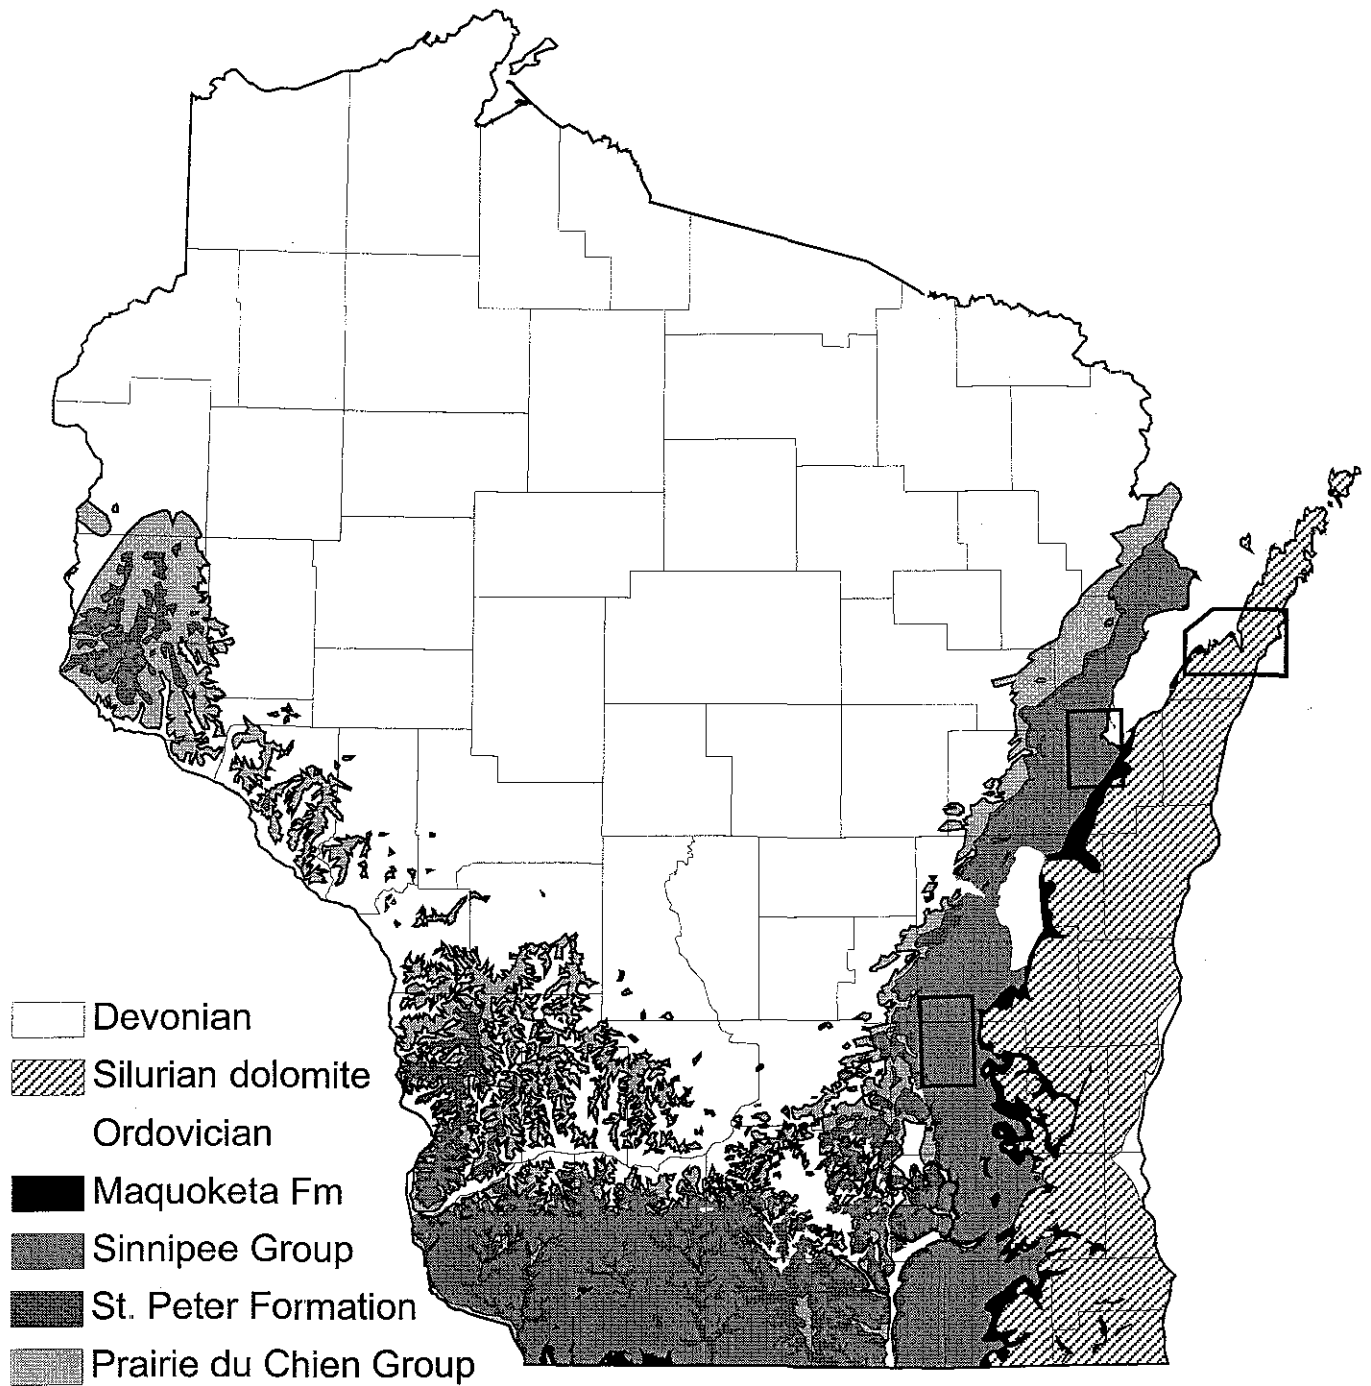 Devonian
Silurian dolomite
Ordovician
Maquoketa Fm
Sinnipee Group
St. Peter Formation
Prairie du Chien Group